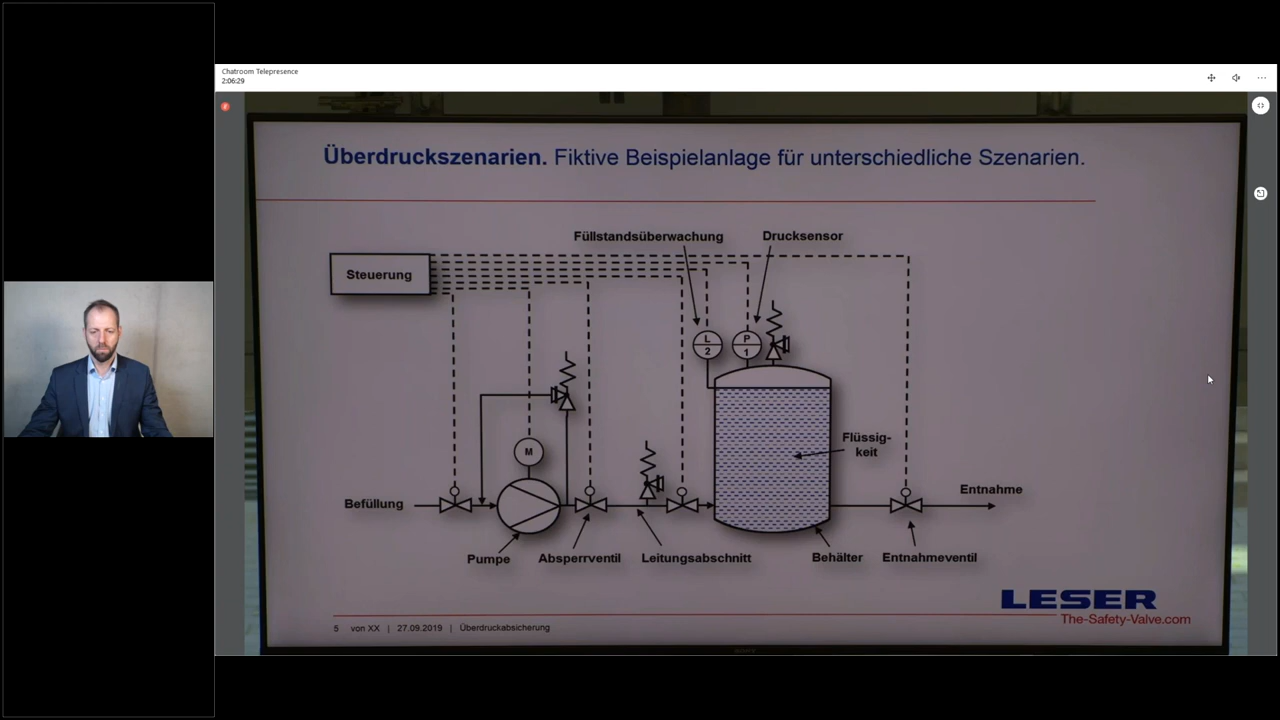 Chatroom Telepresence
2:06:29
Überdruckszenarien. Fiktive Beispielanlage für unterschiedliche Szenarien.
Füllstandsüberwachung
Drucksensor
Steuerung
L
2
P
1
M
Flüssig-
keit
Befüllung
Entnahme
Pumpe
Absperrventil
Leitungsabschnitt
Behälter
Entnahmeventil
LESER
The-Safety-Valve.com
5 von XX | 27.09.2019 | Überdruckabsicherung